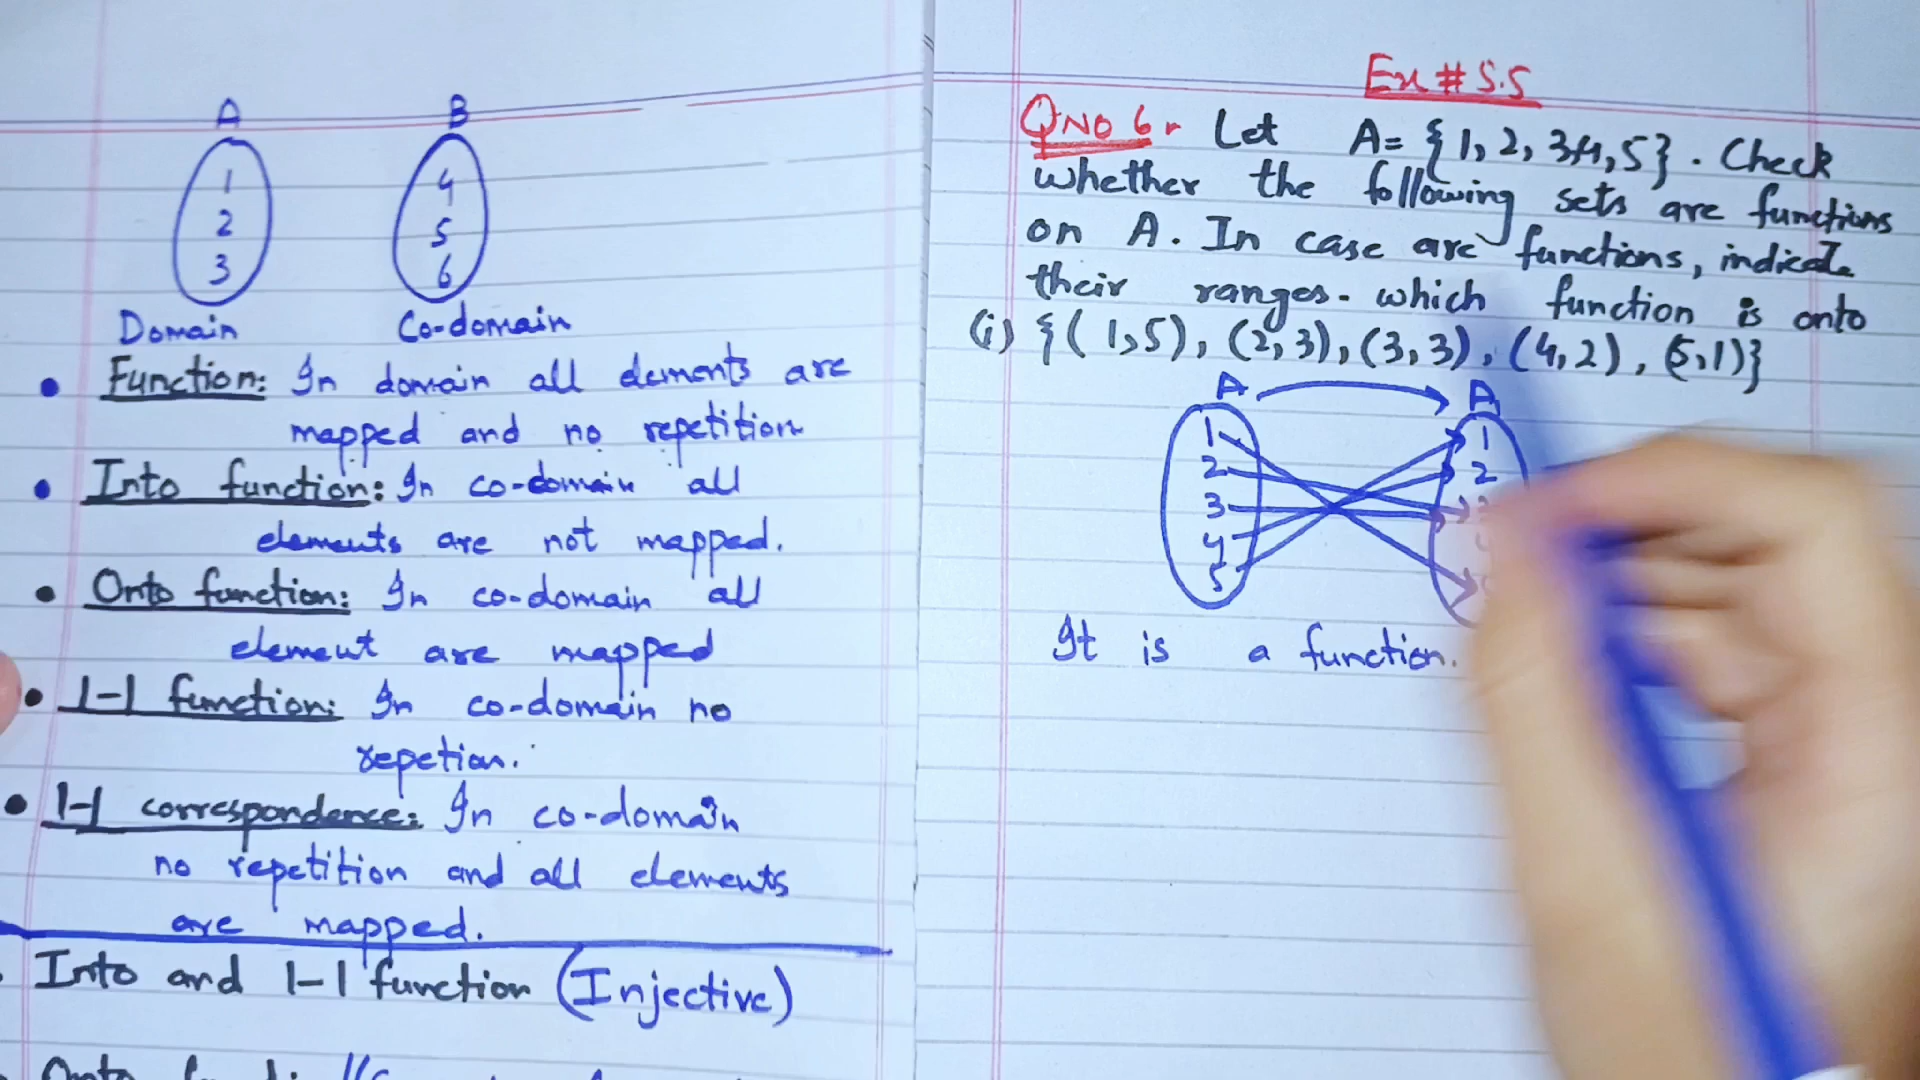 A B
1 4
2 5
3 6
Domain Co-domain
• Function: In domain all elements are
mapped and no repetition
• Into function: In co-domain all
elements are not mapped.
• Onto function: In co-domain all
element are mapped
• 1-1 function: In co-domain no
repetion.
• 1-1 correspondence: In co-domain
no repetition and all elements
are mapped.
Into and 1-1 function (Injective)
Onto
Ex # 5.5
QNO 6- Let A= {1, 2, 3,4, 5}. Check
whether the following sets are functions
on A. In case are functions, indicate
their ranges. which function is onto
(i) {(1,5), (2,3), (3,3), (4,2), (5,1)}
A A
1 1
2 2
3
4
5
It is a function.